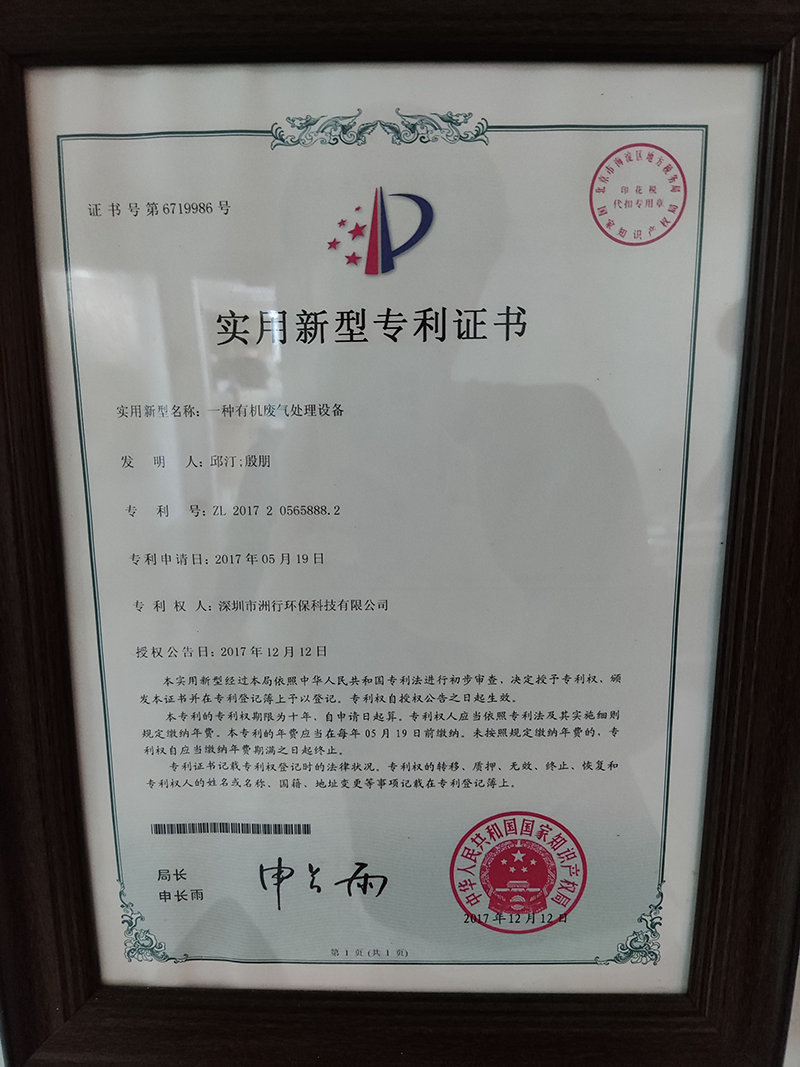 证书号第6719986号
北京市海淀区地方税务局
印花税
代扣专用章
国家知识产权局
实用新型专利证书
实用新型名称：一种有机废气处理设备
发 明 人：邱汀;殷朋
专 利 号：ZL 2017 2 0565888.2
专利申请日：2017年05月19日
专 利 权 人：深圳市洲行环保科技有限公司
授权公告日：2017年12月12日
本实用新型经过本局依照中华人民共和国专利法进行初步审查、决定授予专利权、颁
发本证书并在专利登记簿上予以登记。专利权自授权公告之日起生效。
本专利的专利权期限为十年，自申请日起算。专利权人应当依照专利法及其实施细则
规定缴纳年费。本专利的年费应当在每年05月19日前缴纳。未按照规定缴纳年费的，专
利权自应当缴纳年费期满之日起终止。
专利证书记载专利权登记时的法律状况。专利权的转移、质押、无效、终止、恢复和
专利权人的姓名或名称、国籍、地址变更等事项记载在专利登记簿上。
局长
申长雨
申长雨
中华人民共和国国家知识产权局
2017年12月12日
第1页(共1页)